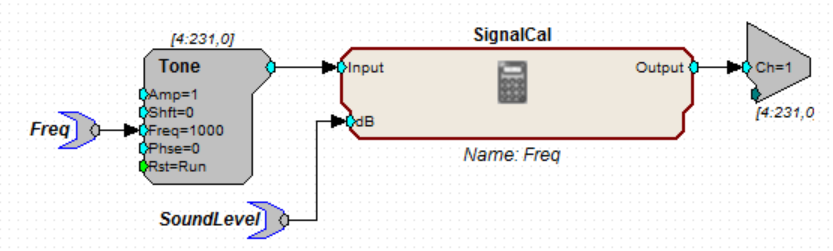 SignalCal
[4:231,0]
Tone
Input
Output
Ch=1
Amp=1
Shft=0
[4:231,0
Freq
Freq=1000
dB
Phse=0
Name: Freq
Rst=Run
SoundLevel